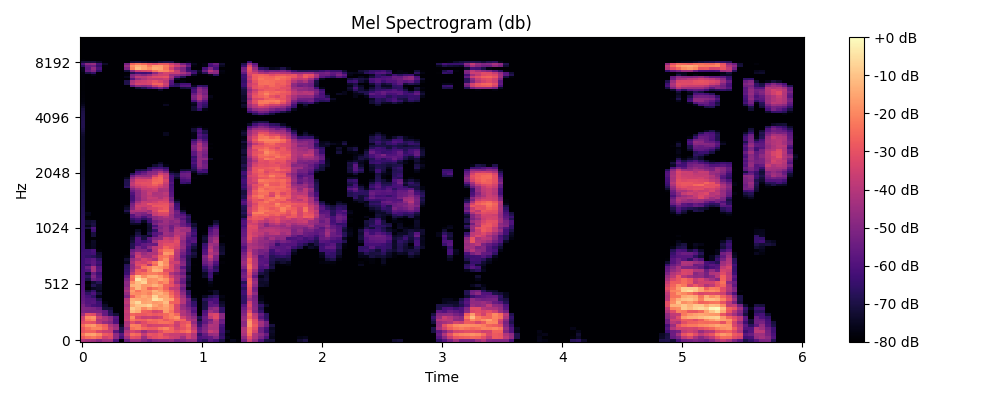 Mel Spectrogram (db)
Hz
8192
4096
2048
1024
512
0
0 1 2 3 4 5 6
Time
+0 dB
-10 dB
-20 dB
-30 dB
-40 dB
-50 dB
-60 dB
-70 dB
-80 dB